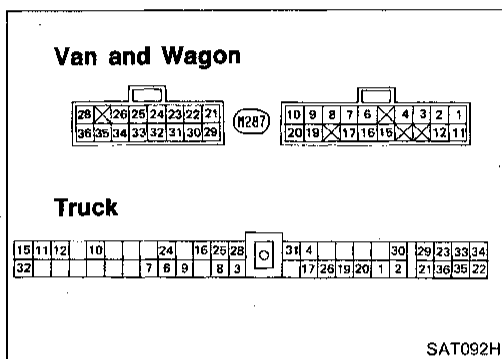 Van and Wagon
28 26 25 24 23 22 21 10 9 8 7 6 4 3 2 1
36 35 34 33 32 31 30 29 M287 20 19 17 16 15 12 11
Truck
15 11 12 10 24 16 25 28 31 4 30 29 23 33 34
32 7 6 9 8 3 17 26 19 20 1 2 21 36 35 22
SAT092H